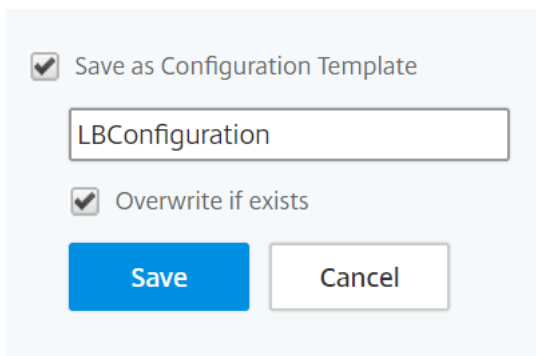 Save as Configuration Template
LBConfiguration
Overwrite if exists
Save Cancel